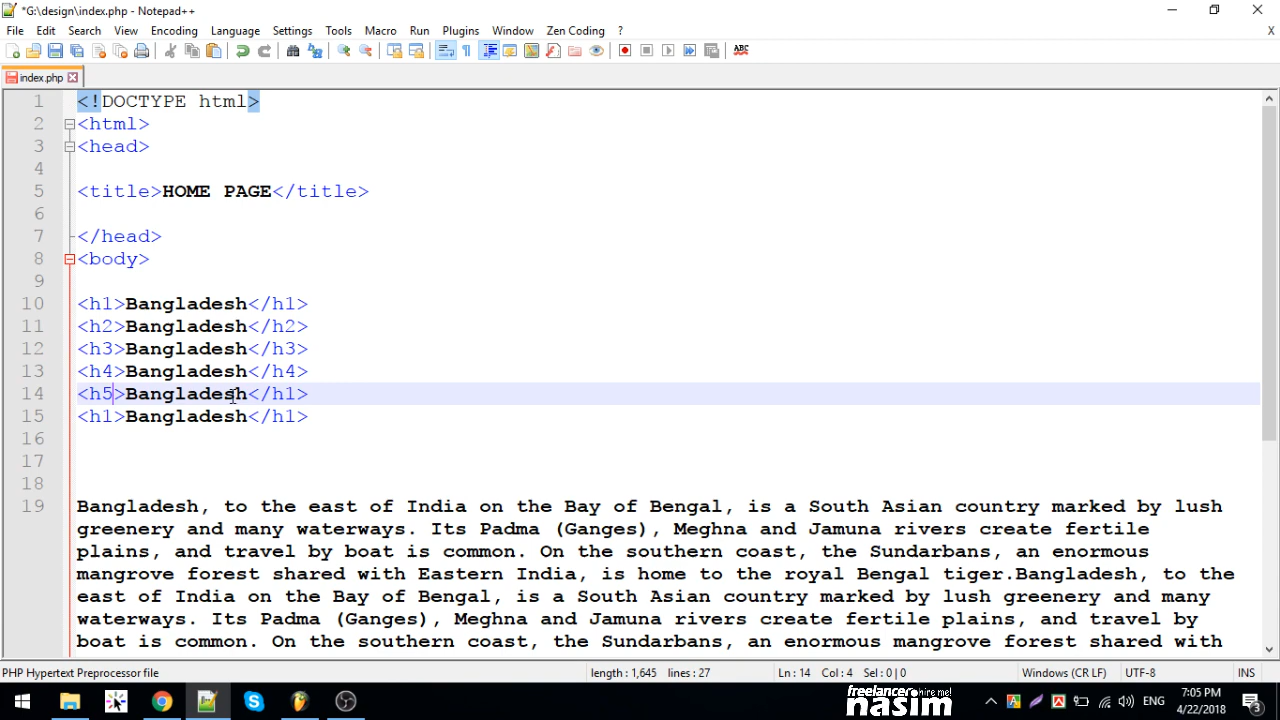 *G:\design\index.php - Notepad++
File Edit Search View Encoding Language Settings Tools Macro Run Plugins Window Zen Coding ? X
ABC
index.php
1 <!DOCTYPE html>
2 <html>
3 <head>
4
5 <title>HOME PAGE</title>
6
7 </head>
8 <body>
9
10 <h1>Bangladesh</h1>
11 <h2>Bangladesh</h2>
12 <h3>Bangladesh</h3>
13 <h4>Bangladesh</h4>
14 <h5>Bangladesh</h1>
15 <h1>Bangladesh</h1>
16
17
18
19 Bangladesh, to the east of India on the Bay of Bengal, is a South Asian country marked by lush
greenery and many waterways. Its Padma (Ganges), Meghna and Jamuna rivers create fertile
plains, and travel by boat is common. On the southern coast, the Sundarbans, an enormous
mangrove forest shared with Eastern India, is home to the royal Bengal tiger.Bangladesh, to the
east of India on the Bay of Bengal, is a South Asian country marked by lush greenery and many
waterways. Its Padma (Ganges), Meghna and Jamuna rivers create fertile plains, and travel by
boat is common. On the southern coast, the Sundarbans, an enormous mangrove forest shared with
PHP Hypertext Preprocessor file length : 1,645 lines : 27 Ln : 14 Col : 4 Sel : 0 | 0 Windows (CR LF) UTF-8 INS
freelancer nasim
hire me!
ENG
7:05 PM
4/22/2018
3